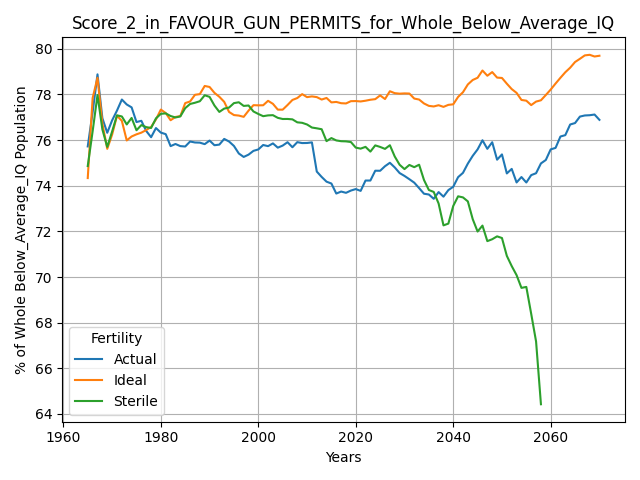 Score_2_in_FAVOUR_GUN_PERMITS_for_Whole_Below_Average_IQ
% of Whole Below_Average_IQ Population
80
78
76
74
72
70
68
66
64
Fertility
Actual
Ideal
Sterile
1960
1980
2000
2020
2040
2060
Years